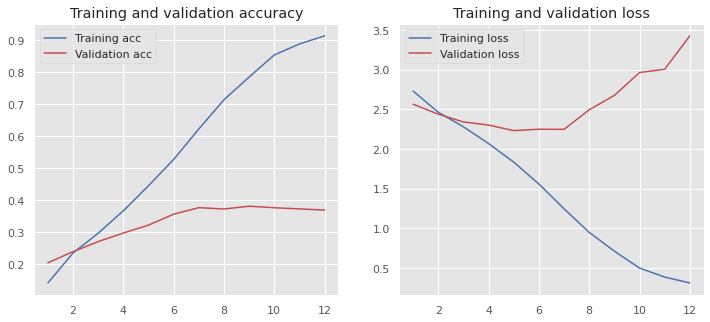 Training and validation accuracy
Training acc
Validation acc
0.9
0.8
0.7
0.6
0.5
0.4
0.3
0.2
2 4 6 8 10 12
Training and validation loss
Training loss
Validation loss
3.5
3.0
2.5
2.0
1.5
1.0
0.5
2 4 6 8 10 12